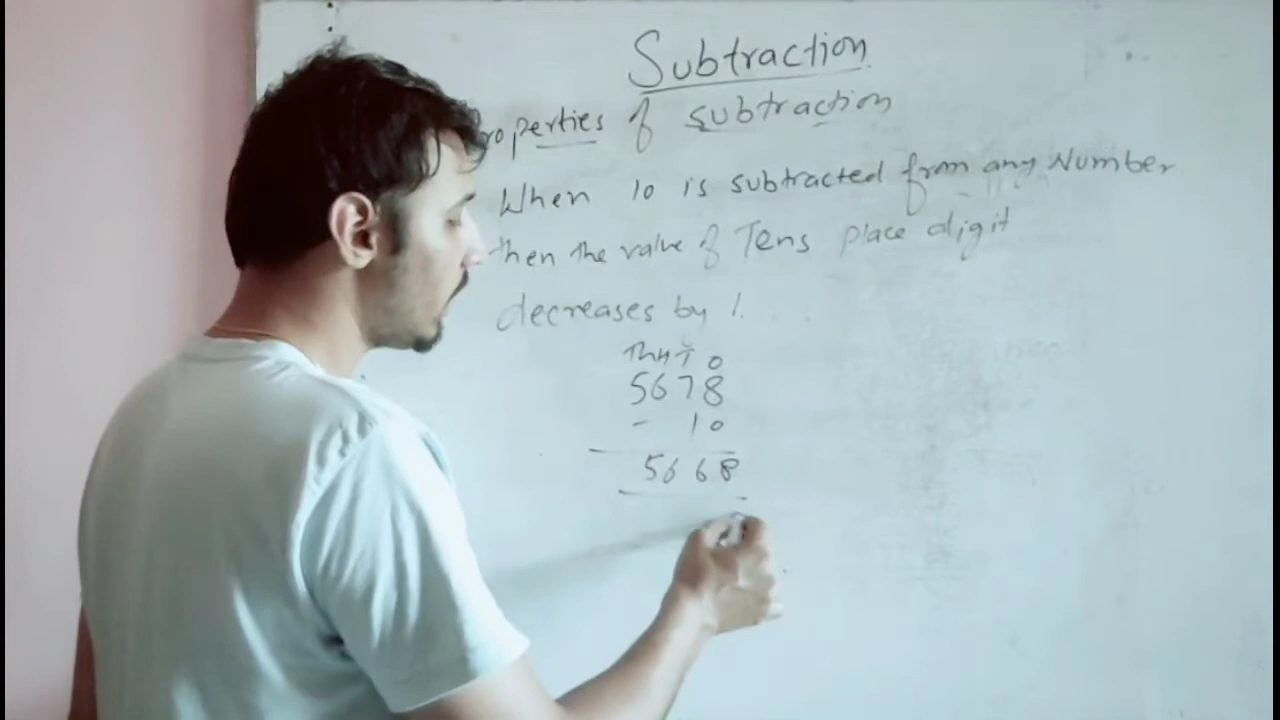 Subtraction
roperties of subtraction
When 10 is subtracted from any Number
then the value of Tens place digit
decreases by 1.
Th H T O
5678
- 10
5668